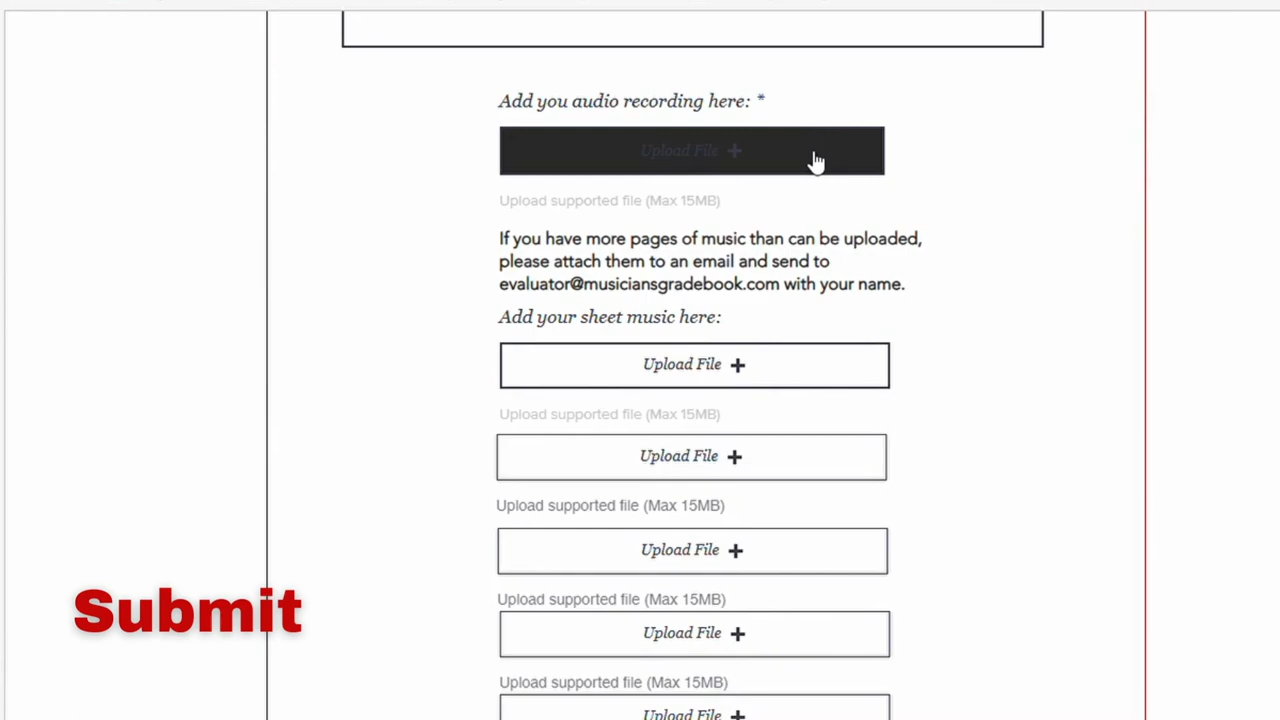 Add you audio recording here: *
Upload File +
Upload supported file (Max 15MB)
If you have more pages of music than can be uploaded,
please attach them to an email and send to
evaluator@musiciansgradebook.com with your name.
Add your sheet music here:
Upload File +
Upload supported file (Max 15MB)
Upload File +
Upload supported file (Max 15MB)
Upload File +
Upload supported file (Max 15MB)
Submit
Upload File +
Upload supported file (Max 15MB)
Upload File +